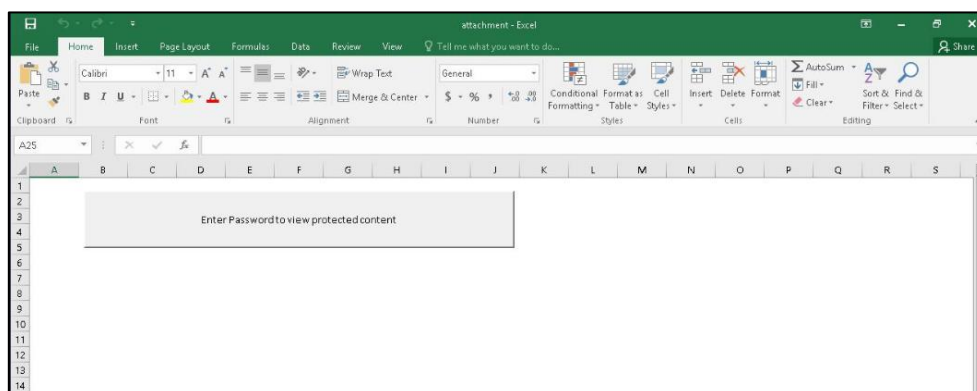 attachment - Excel
File Home Insert Page Layout Formulas Data Review View Tell me what you want to do... Share
Calibri 11 A A Wrap Text General AutoSum
Fill
Paste B I U A Merge & Center $ % , Conditional Format as Cell Insert Delete Format Sort & Find &
Formatting Table Styles Clear Filter Select
Clipboard Font Alignment Number Styles Cells Editing
A25 fx
A B C D E F G H I J K L M N O P Q R S
1
2
3 Enter Password to view protected content
4
5
6
7
8
9
10
11
12
13
14